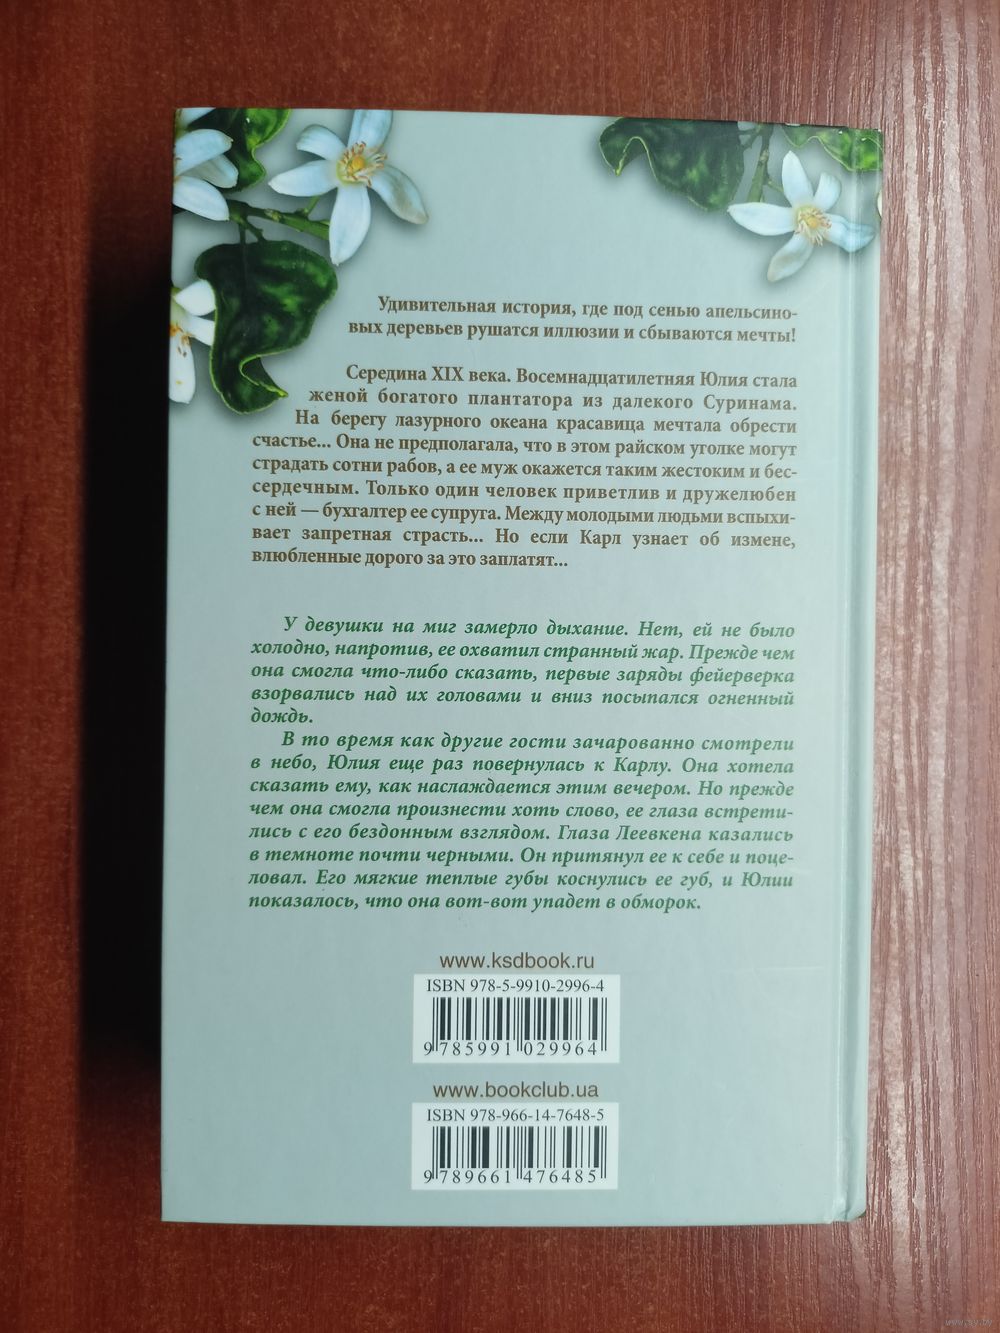 Удивительная история, где под сенью апельсино-
вых деревьев рушатся иллюзии и сбываются мечты!
Середина XIX века. Восемнадцатилетняя Юлия стала
женой богатого плантатора из далекого Суринама.
На берегу лазурного океана красавица мечтала обрести
счастье... Она не предполагала, что в этом райском уголке могут
страдать сотни рабов, а ее муж окажется таким жестоким и бес-
сердечным. Только один человек приветлив и дружелюбен
с ней — бухгалтер ее супруга. Между молодыми людьми вспыхи-
вает запретная страсть... Но если Карл узнает об измене,
влюбленные дорого за это заплатят...
У девушки на миг замерло дыхание. Нет, ей не было
холодно, напротив, ее охватил странный жар. Прежде чем
она смогла что-либо сказать, первые заряды фейерверка
взорвались над их головами и вниз посыпался огненный
дождь.
В то время как другие гости зачарованно смотрели
в небо, Юлия еще раз повернулась к Карлу. Она хотела
сказать ему, как наслаждается этим вечером. Но прежде
чем она смогла произнести хоть слово, ее глаза встрети-
лись с его бездонным взглядом. Глаза Леевкена казались
в темноте почти черными. Он притянул ее к себе и поце-
ловал. Его мягкие теплые губы коснулись ее губ, и Юлии
показалось, что она вот-вот упадет в обморок.
www.ksdbook.ru
ISBN 978-5-9910-2996-4
9 785991 029964
www.bookclub.ua
ISBN 978-966-14-7648-5
9 789661 476485